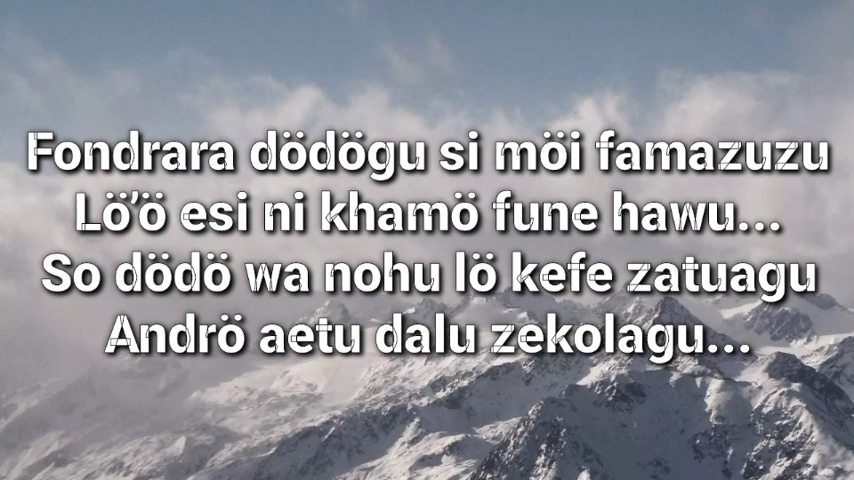 Fondrara dödögu si möi famazuzu
Lö'ö esi ni khamö fune hawu...
So dödö wa nohu lö kefe zatuagu
Andrö aetu dalu zekolagu...